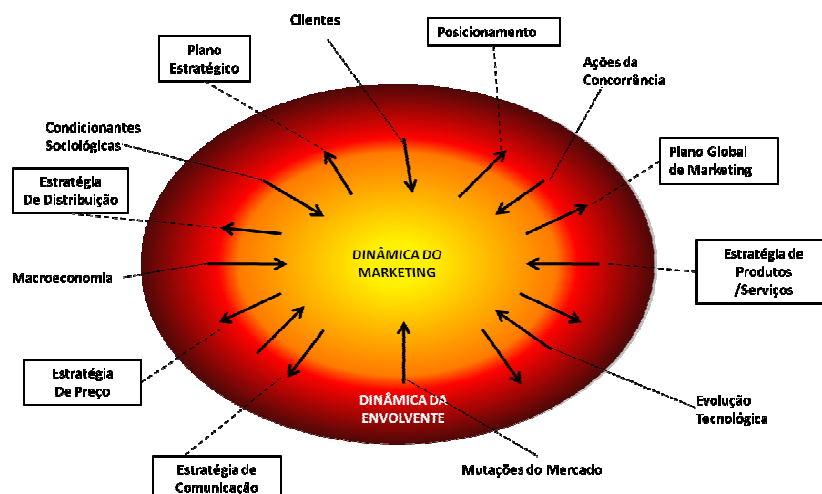 Clientes
Plano
Estratégico
Posicionamento
Ações da
Concorrência
Condicionantes
Sociológicas
Plano Global
de Marketing
Estratégia
De Distribuição
DINÂMICA DO
MARKETING
Macroeconomia
Estratégia de
Produtos
/Serviços
Estratégia
De Preço
DINÂMICA DA
ENVOLVENTE
Evolução
Tecnológica
Estratégia de
Comunicação
Mutações do Mercado